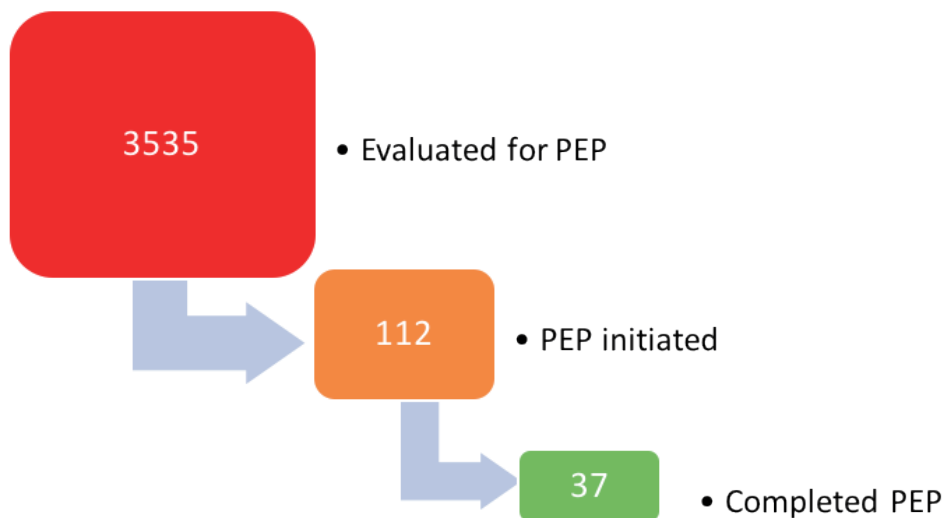 3535
• Evaluated for PEP
112
• PEP initiated
37
• Completed PEP